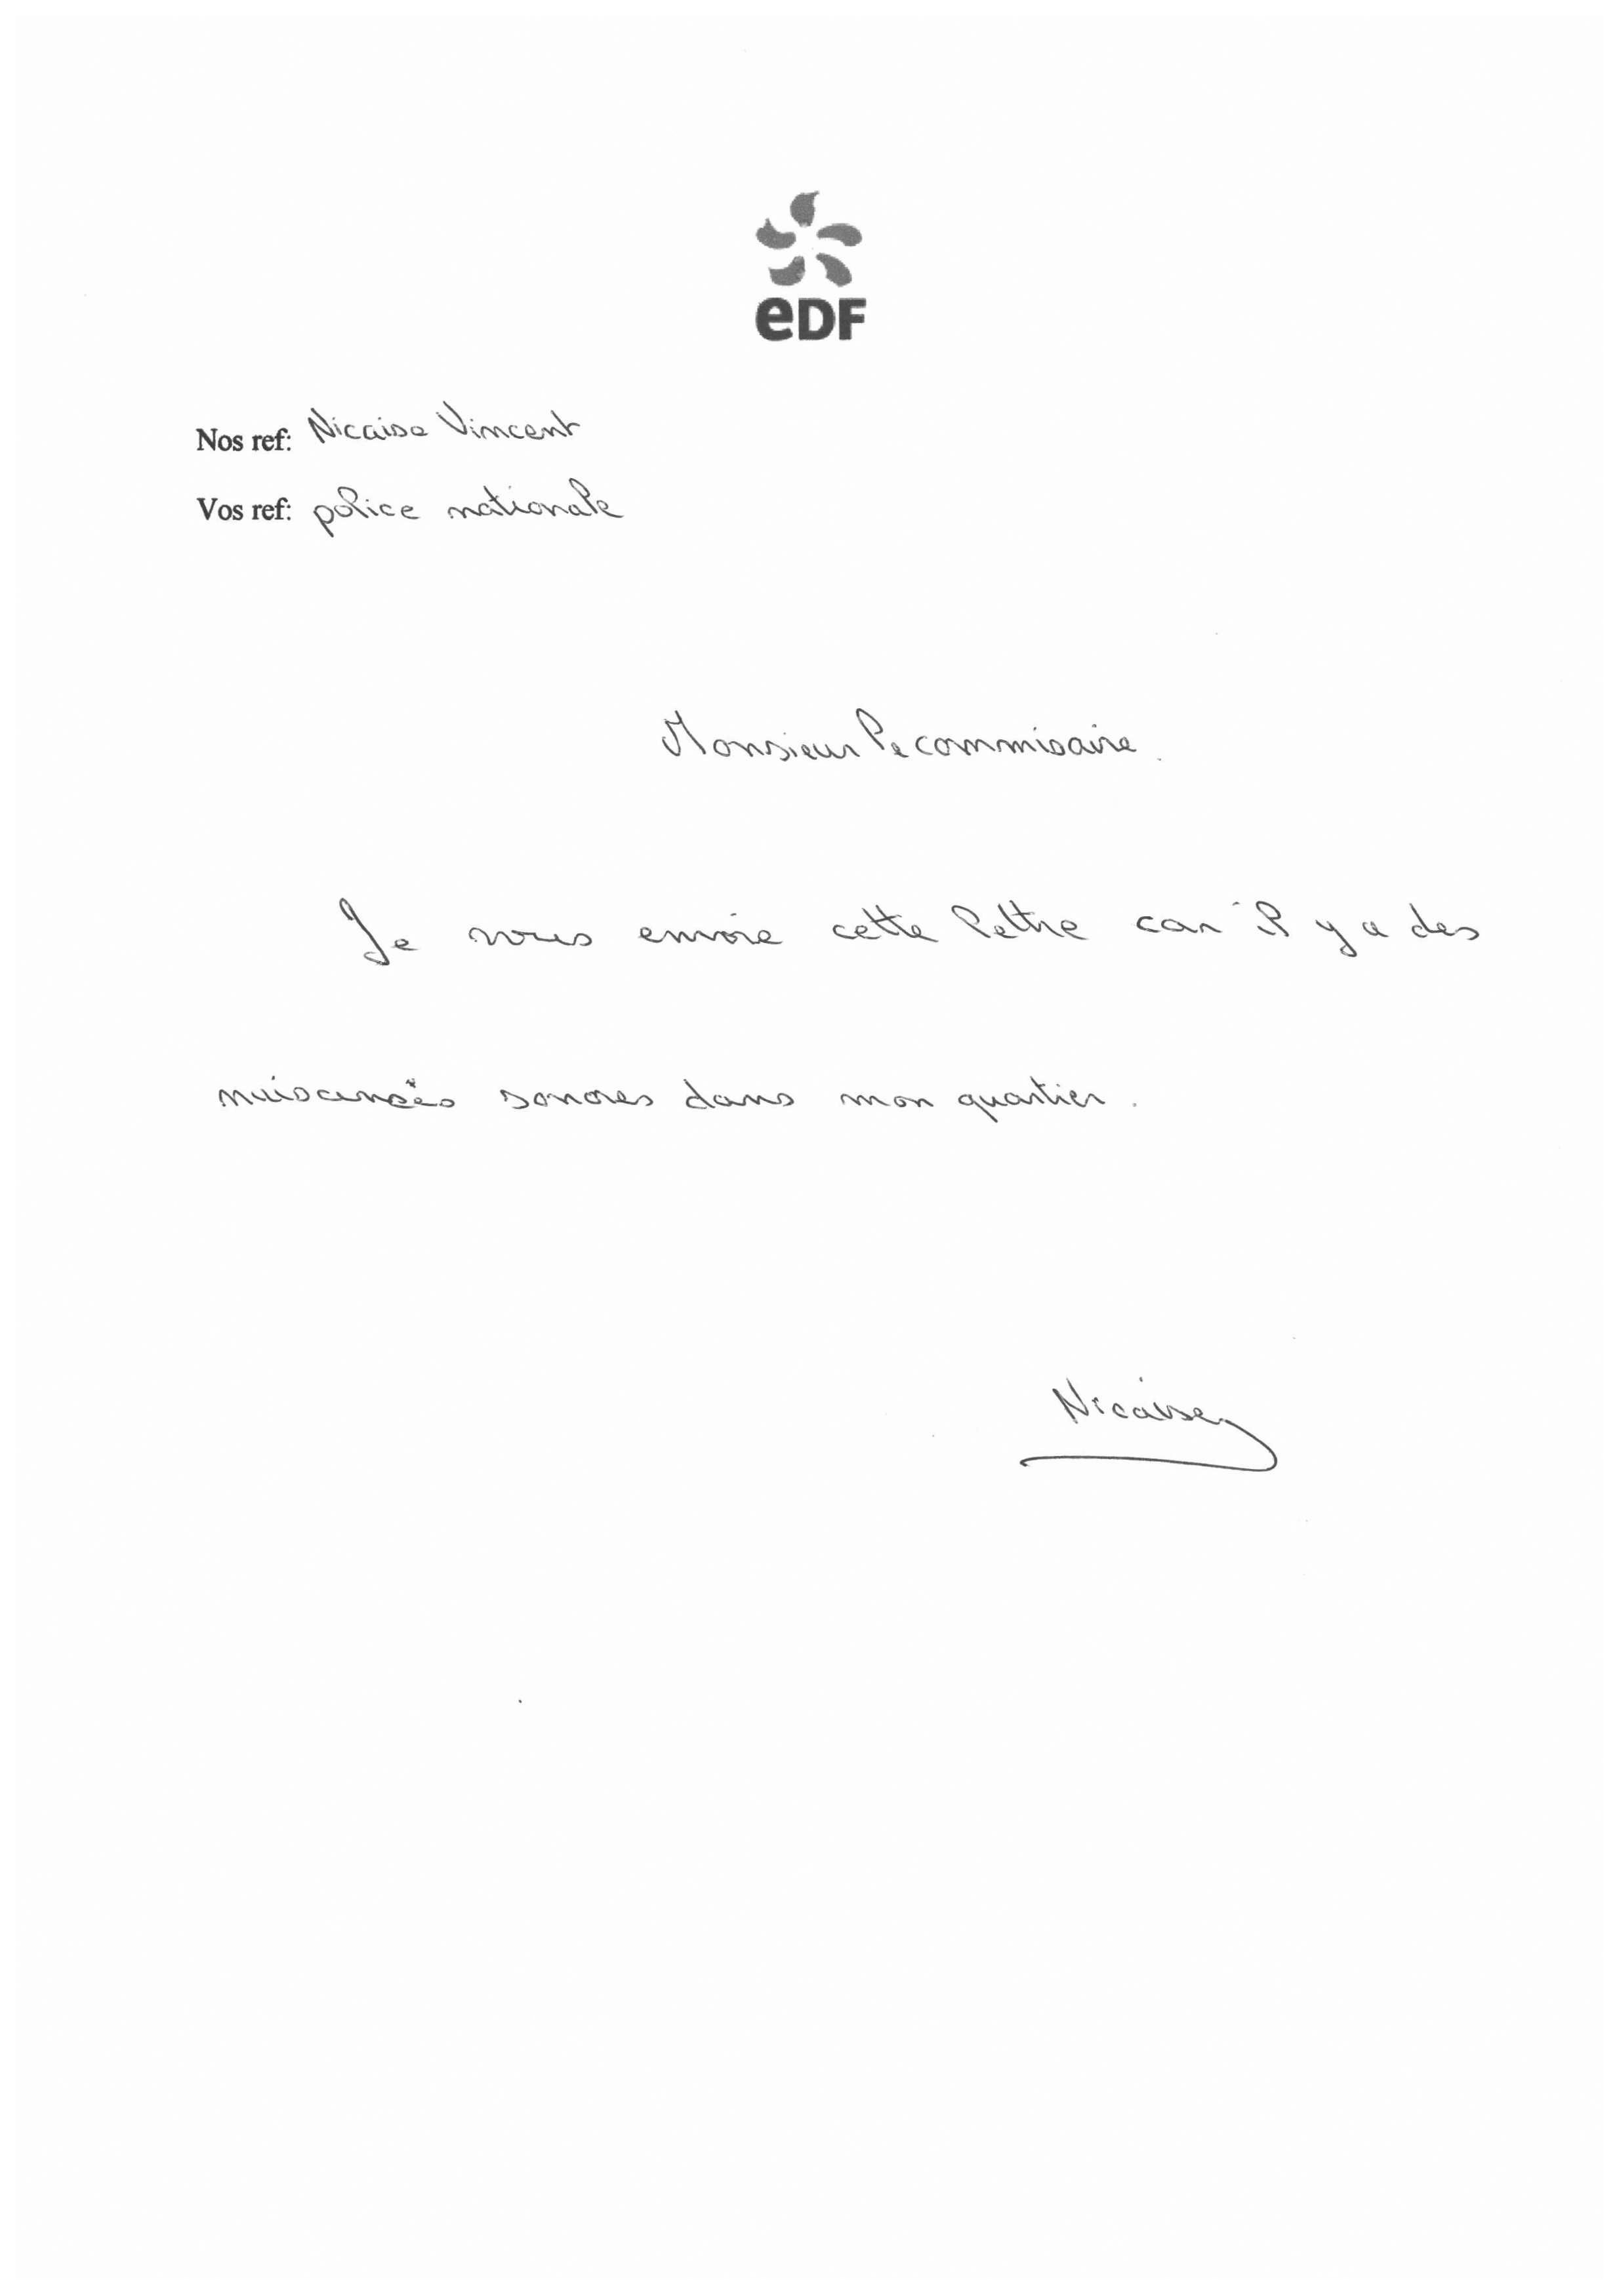 eDF
Nos ref: Nicaise Vincent
Vos ref: police nationale
Monsieur le commisaire.
Je vous envoie cette lettre car il y a des
nuisances sonores dans mon quartier.
Nicaise